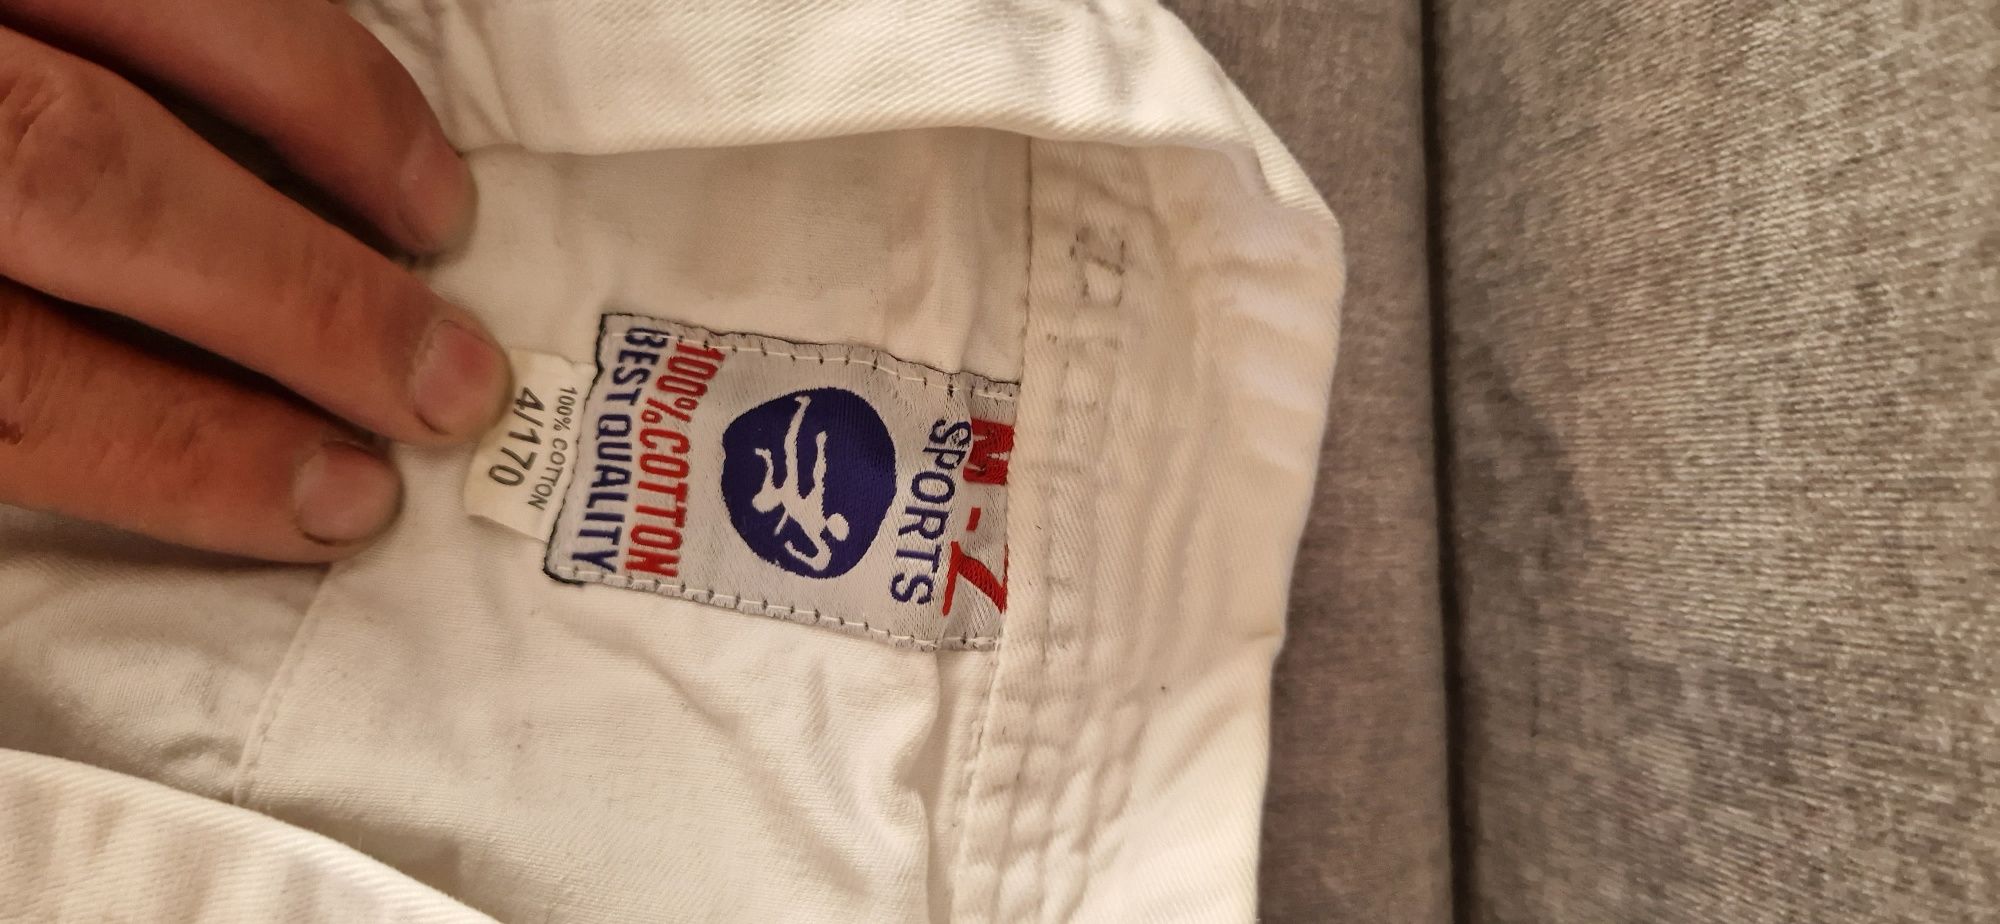 M-Z
SPORTS
100% COTTON
BEST QUALITY
100% COTTON
4/170